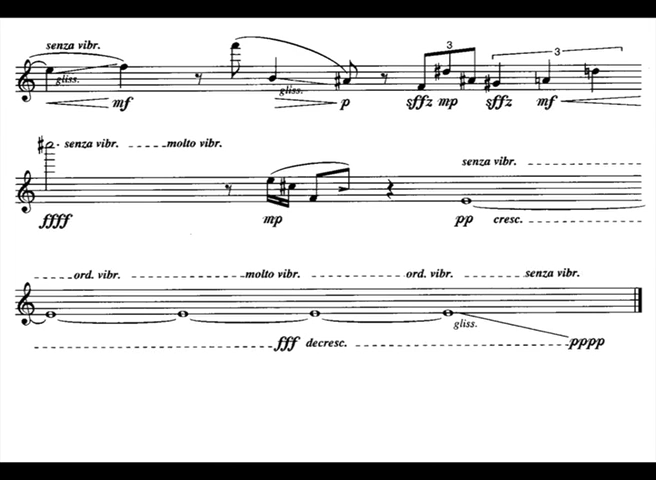 senza vibr.
gliss.
gliss.
3
3
mf
p
sffz mp
sffz
mf
senza vibr.
molto vibr.
senza vibr.
ffff
mp
pp
cresc.
ord. vibr.
molto vibr.
ord. vibr.
senza vibr.
gliss.
fff decresc.
pppp